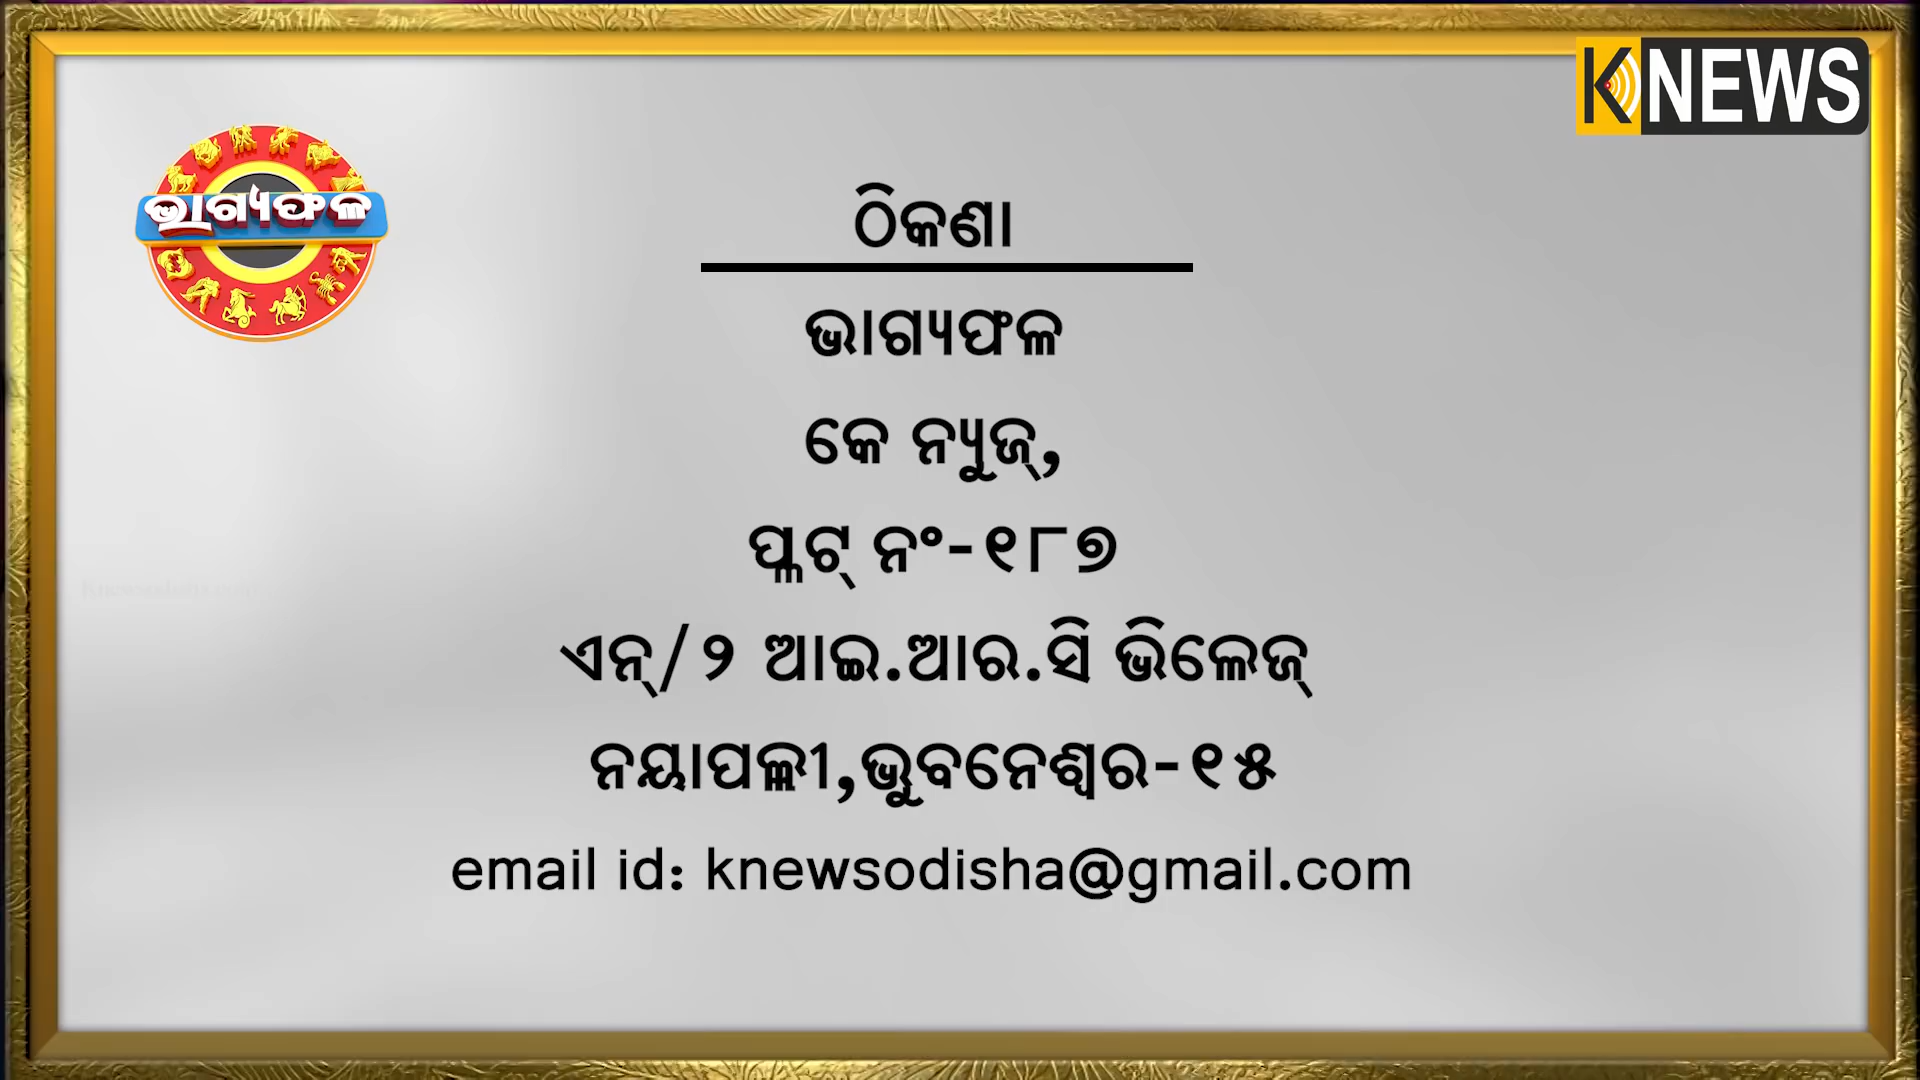 KNEWS
ଭାଗ୍ୟଫଳ
ଠିକଣା
ଭାଗ୍ୟଫଳ
କେ ନ୍ୟୁଜ୍,
ପ୍ଲଟ୍ ନଂ-୧୮୭
ଏନ୍/୨ ଆଇ.ଆର.ସି ଭିଲେଜ୍
ନୟାପଲ୍ଲୀ,ଭୁବନେଶ୍ୱର-୧୫
email id: knewsodisha@gmail.com